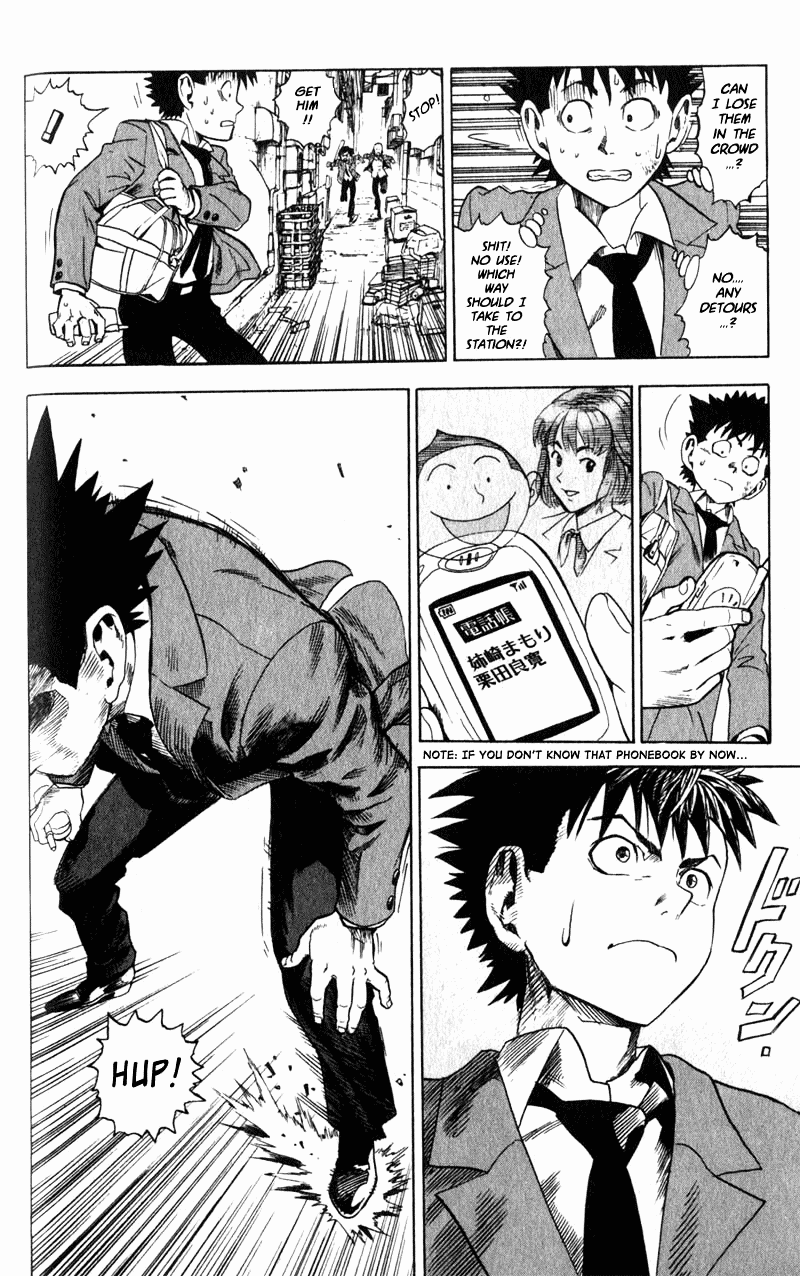 GET
HIM
!!
STOP!
!
CAN
I LOSE
THEM
IN THE
CROWD
...?
SHIT!
NO USE!
WHICH
WAY
SHOULD I
TAKE TO
THE
STATION?!
NO....
ANY
DETOURS
...?
電話帳
姉崎まもり
栗田良寛
NOTE: IF YOU DON'T KNOW THAT PHONEBOOK BY NOW...
ドクン.
HUP!